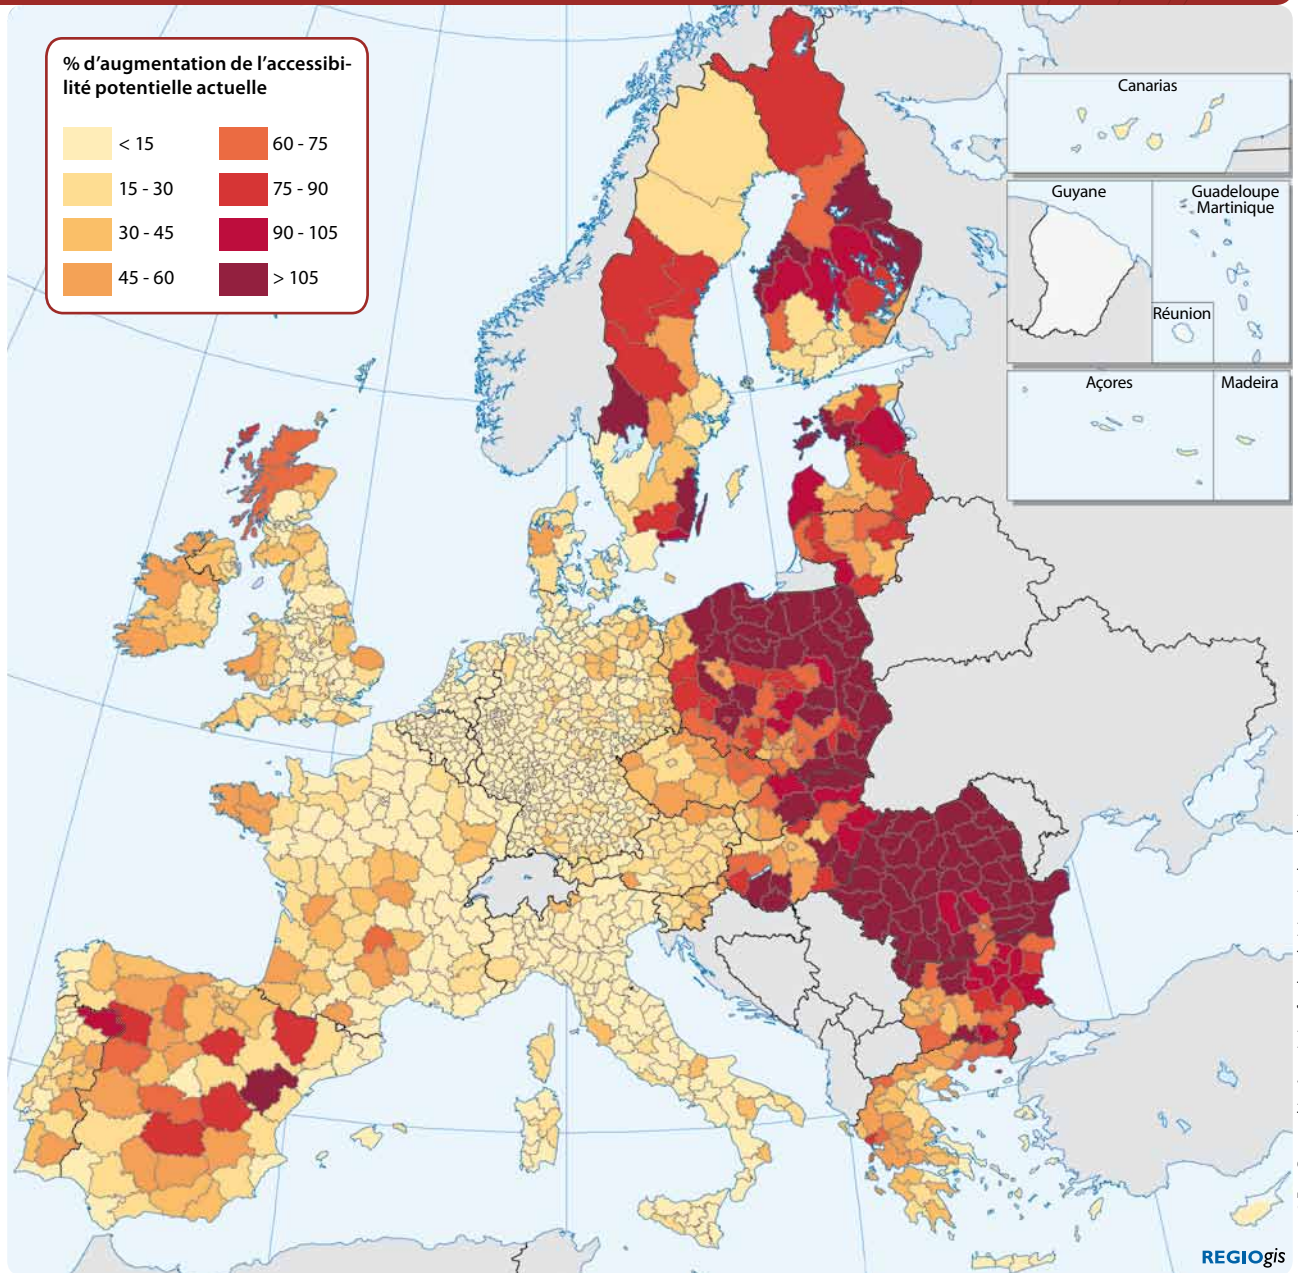 % d'augmentation de l'accessibi-
lité potentielle actuelle
< 15
60 - 75
15 - 30
75 - 90
30 - 45
90 - 105
45 - 60
> 105
Canarias
Guyane
Guadeloupe
Martinique
Réunion
Açores
Madeira
REGIOgis